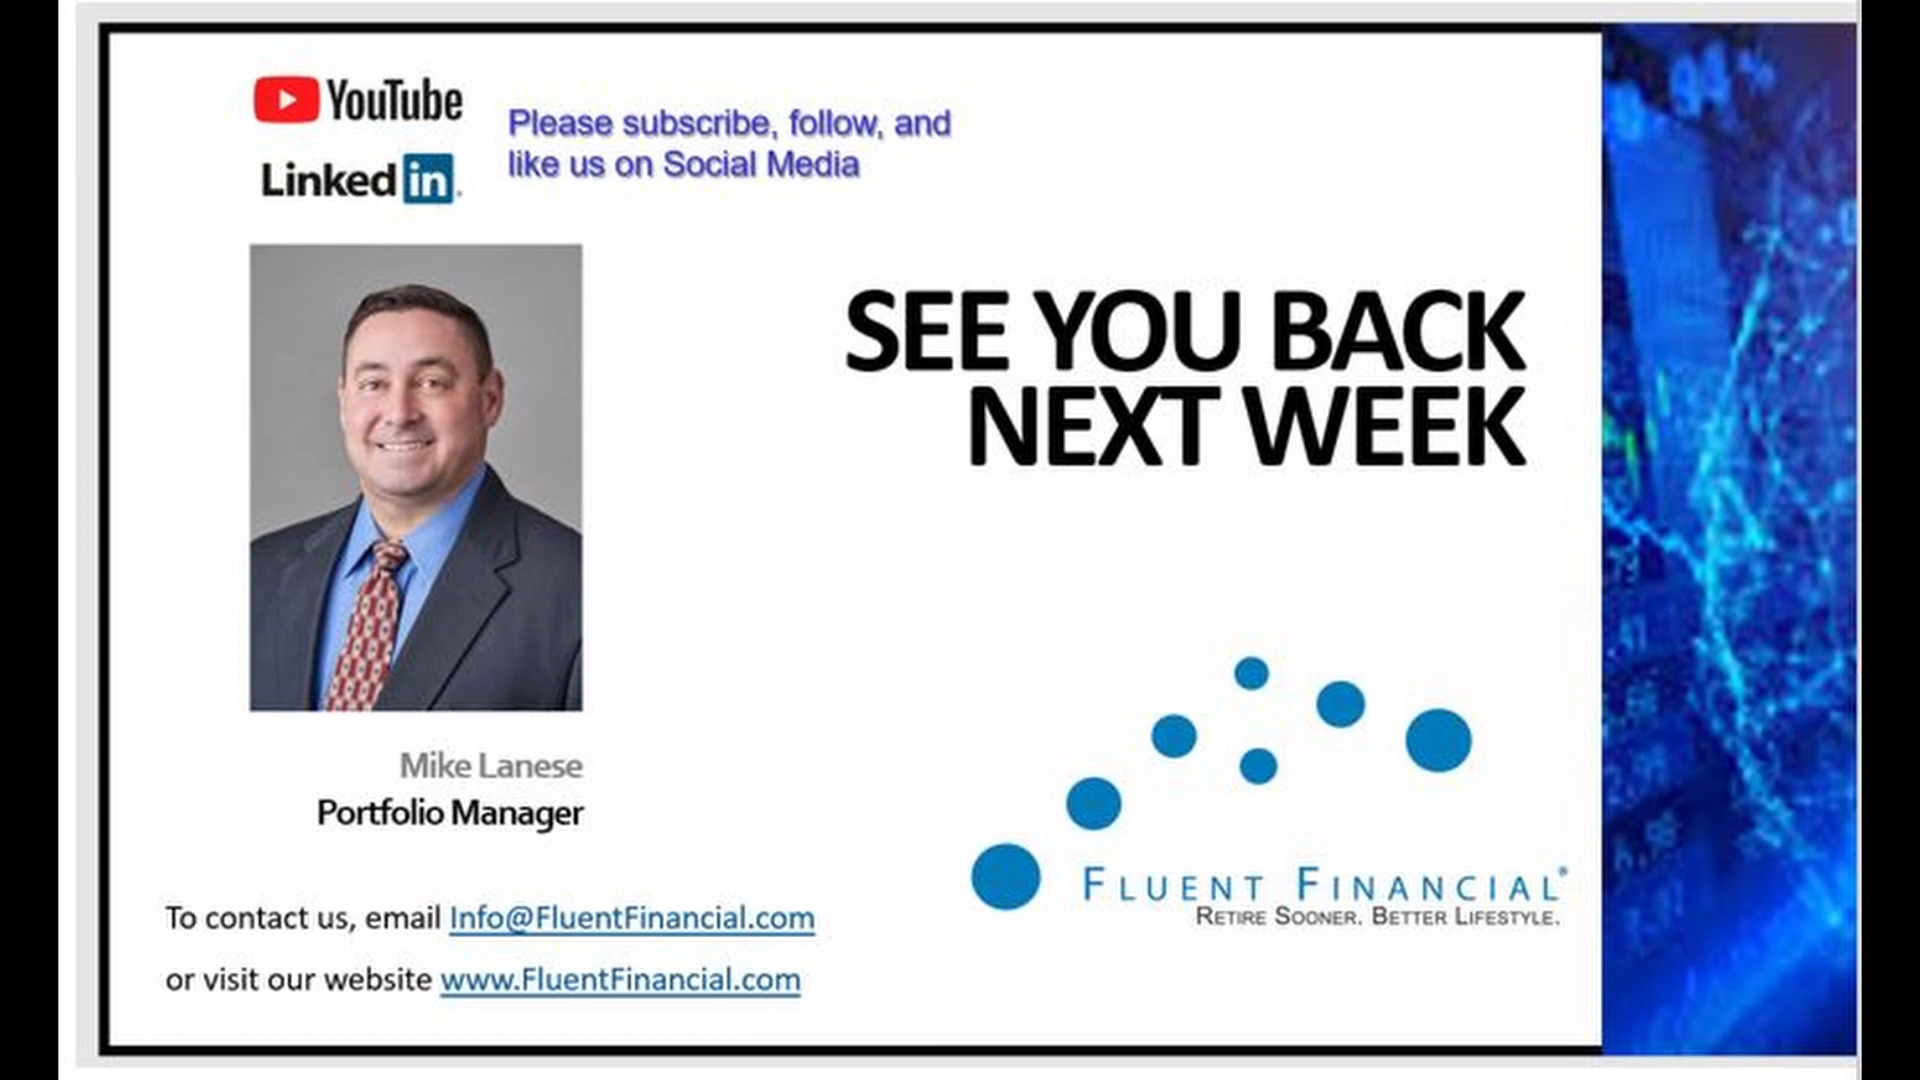 YouTube
Linked in
Please subscribe, follow, and
like us on Social Media
SEE YOU BACK
NEXT WEEK
Mike Lanese
Portfolio Manager
FLUENT FINANCIAL®
RETIRE SOONER. BETTER LIFESTYLE.
To contact us, email Info@FluentFinancial.com
or visit our website www.FluentFinancial.com